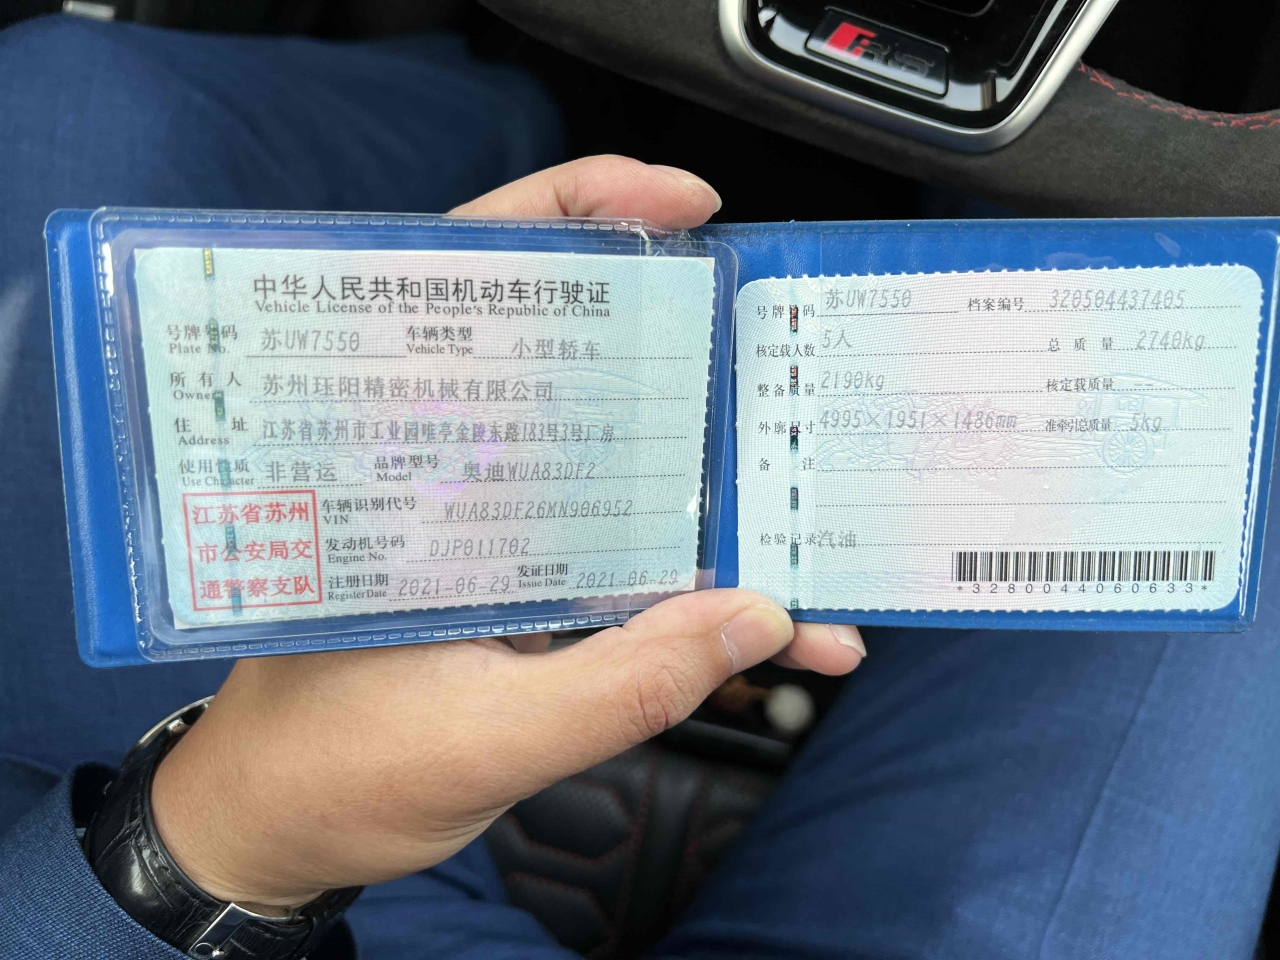 RS
中华人民共和国机动车行驶证
Vehicle License of the People's Republic of China
号牌号码 苏UW7550 车辆类型 小型轿车
Plate No. Vehicle Type
所有人 苏州珏阳精密机械有限公司
Owner
住址 江苏省苏州市工业园唯亭金陵东路183号3号厂房
Address
使用性质 非营运 品牌型号 奥迪WUA83DF2
Use Character Model
江苏省苏州
市公安局交
通警察支队
车辆识别代号 WUA83DF26MN906952
VIN
发动机号码 DJP011702
Engine No.
注册日期 2021-06-29 发证日期 2021-06-29
Register Date Issue Date
号牌号码 苏UW7550 档案编号 320504437405
核定载人数 5人 总质量 2740kg
整备质量 2190kg 核定载质量 --
外廓尺寸 4995×1951×1486mm 准牵引总质量 5kg
备注
检验记录 汽油
*3280044060633*